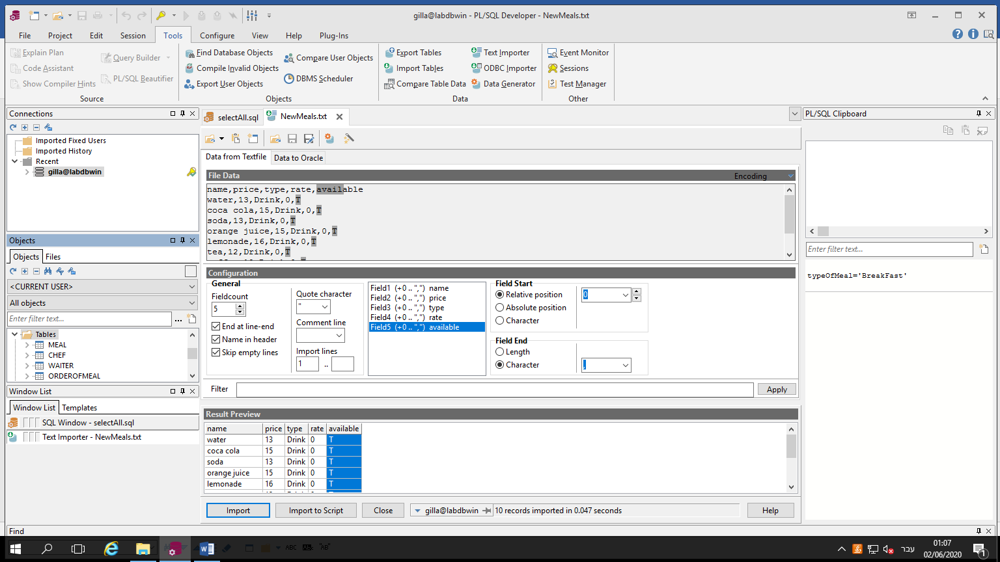 gilla@labdbwin - PL/SQL Developer - NewMeals.txt
File Project Edit Session Tools Configure View Help Plug-Ins
Explain Plan
Code Assistant
Show Compiler Hints
Query Builder
PL/SQL Beautifier
Source
Find Database Objects
Compile Invalid Objects
Export User Objects
Compare User Objects
DBMS Scheduler
Objects
Export Tables
Import Tables
Compare Table Data
Text Importer
ODBC Importer
Data Generator
Data
Event Monitor
Sessions
Test Manager
Other
Connections
Imported Fixed Users
Imported History
Recent
gilla@labdbwin
Objects
Objects Files
<CURRENT USER>
All objects
Enter filter text...
Tables
MEAL
CHEF
WAITER
ORDEROFMEAL
Window List
Window List Templates
SQL Window - selectAll.sql
Text Importer - NewMeals.txt
selectAll.sql NewMeals.txt
Data from Textfile Data to Oracle
File Data Encoding
name,price,type,rate,available
water,13,Drink,0,T
coca cola,15,Drink,0,T
soda,13,Drink,0,T
orange juice,15,Drink,0,T
lemonade,16,Drink,0,T
tea,12,Drink,0,T
Configuration
General
Fieldcount
5
End at line-end
Name in header
Skip empty lines
Quote character
"
Comment line
Import lines
1 ..
Field1 (+0 .. ",") name
Field2 (+0 .. ",") price
Field3 (+0 .. ",") type
Field4 (+0 .. ",") rate
Field5 (+0 .. ",") available
Field Start
Relative position 0
Absolute position
Character
Field End
Length
Character ,
Filter Apply
Result Preview
name price type rate available
water 13 Drink 0 T
coca cola 15 Drink 0 T
soda 13 Drink 0 T
orange juice 15 Drink 0 T
lemonade 16 Drink 0 T
Import Import to Script Close gilla@labdbwin 10 records imported in 0.047 seconds Help
PL/SQL Clipboard
Enter filter text...
typeOfMeal='BreakFast'
Find
ABC
"AB"
עבר
01:07
02/06/2020
1